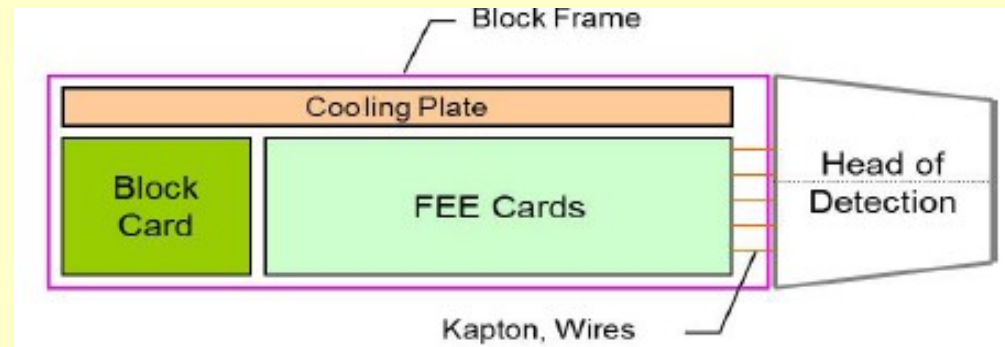 Block Frame
Cooling Plate
Block
Card
FEE Cards
Head of
Detection
Kapton, Wires